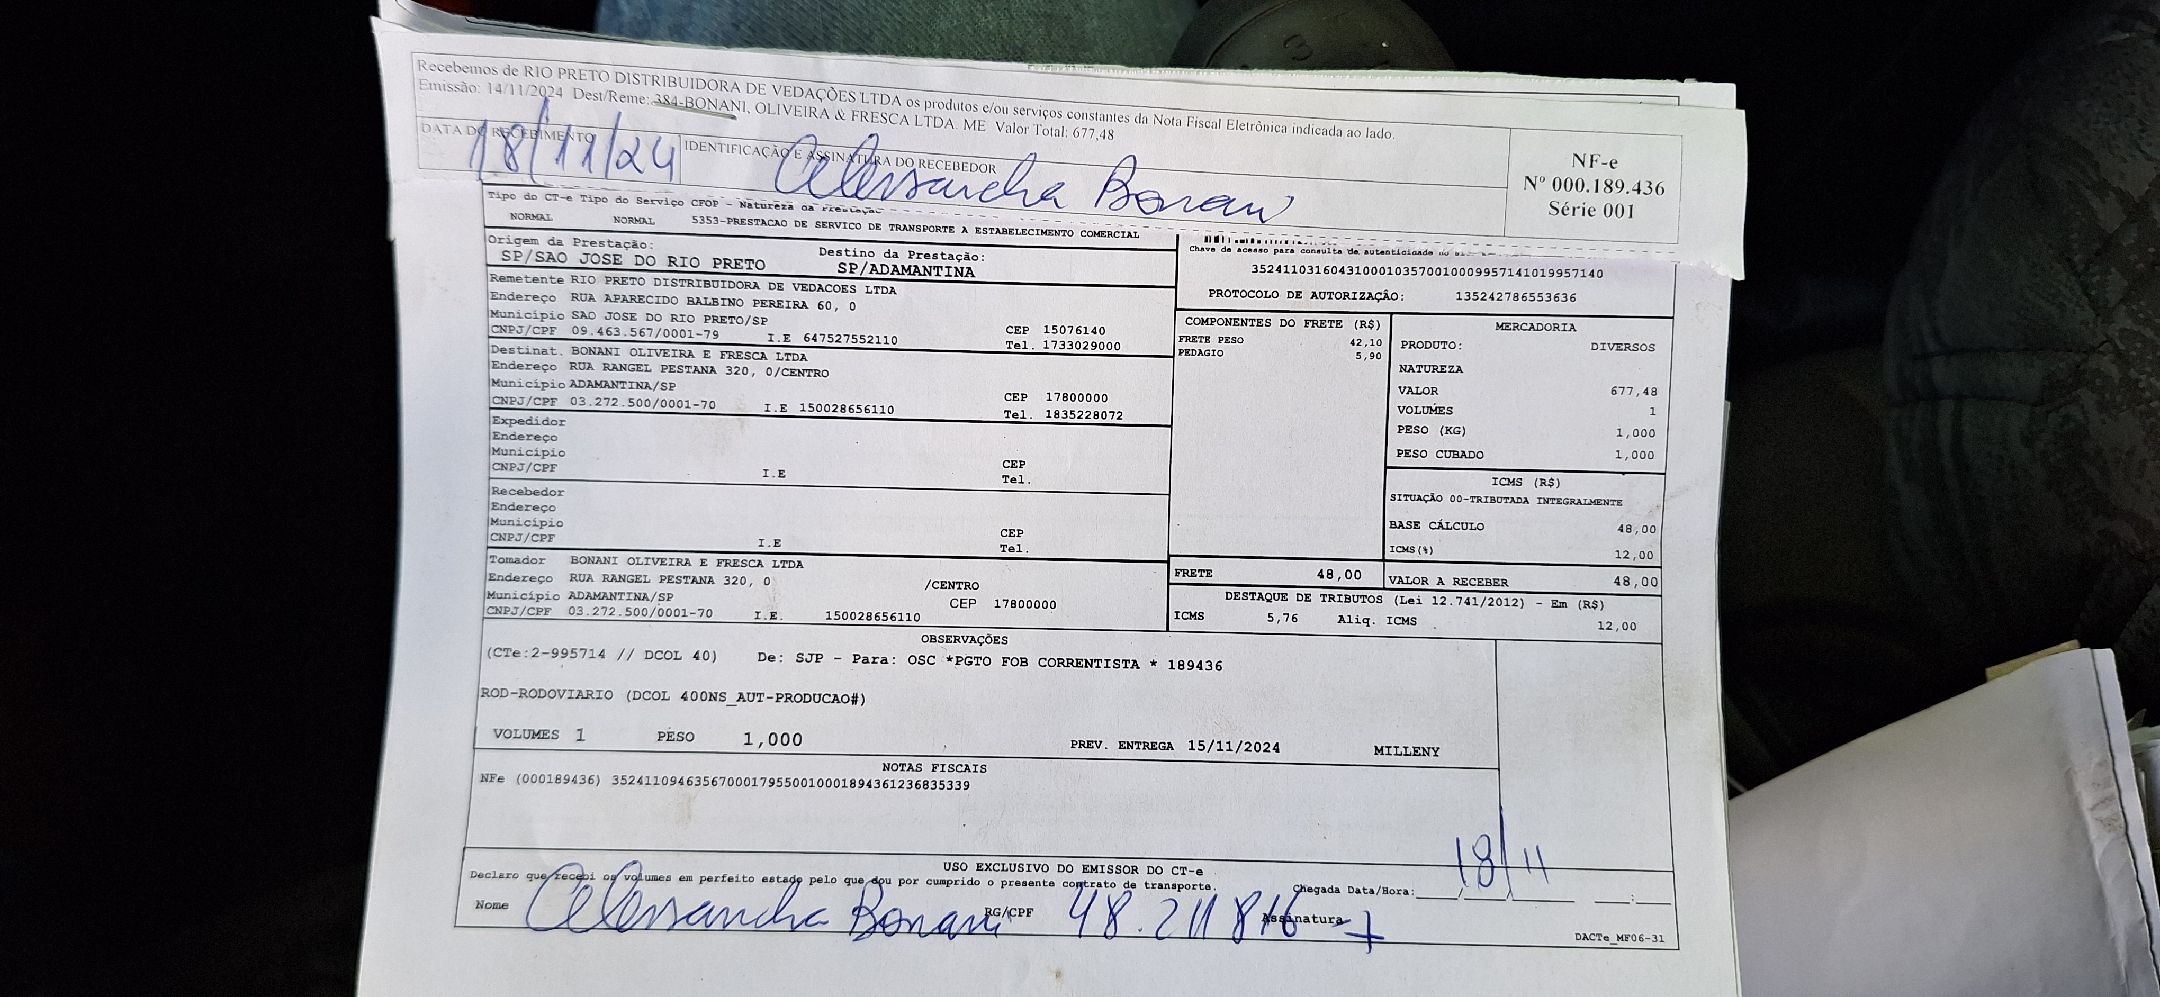 Recebemos de RIO PRETO DISTRIBUIDORA DE VEDAÇÕES LTDA os produtos e/ou serviços constantes da Nota Fiscal Eletrônica indicada ao lado.
Emissão: 14/11/2024 Dest/Reme: 384-BONANI, OLIVEIRA & FRESCA LTDA. ME Valor Total: 677,48
DATA DO RECEBIMENTO
18/11/24
IDENTIFICAÇÃO E ASSINATURA DO RECEBEDOR
Alessandra Bonani
NF-e
Nº 000.189.436
Série 001
Tipo do CT-e Tipo do Serviço CFOP - Natureza da Prestação
NORMAL NORMAL 5353-PRESTACAO DE SERVICO DE TRANSPORTE A ESTABELECIMENTO COMERCIAL
Origem da Prestação: Destino da Prestação:
SP/SAO JOSE DO RIO PRETO SP/ADAMANTINA
Chave de acesso para consulta de autenticidade no
35241103160431000103570010009957141019957140
PROTOCOLO DE AUTORIZAÇÃO: 135242786553636
Remetente RIO PRETO DISTRIBUIDORA DE VEDACOES LTDA
Endereço RUA APARECIDO BALBINO PEREIRA 60, 0
Município SAO JOSE DO RIO PRETO/SP CEP 15076140
CNPJ/CPF 09.463.567/0001-79 I.E 647527552110 Tel. 1733029000
Destinat. BONANI OLIVEIRA E FRESCA LTDA
Endereço RUA RANGEL PESTANA 320, 0/CENTRO
Município ADAMANTINA/SP CEP 17800000
CNPJ/CPF 03.272.500/0001-70 I.E 150028656110 Tel. 1835228072
Expedidor
Endereço
Município CEP
CNPJ/CPF I.E Tel.
Recebedor
Endereço
Município CEP
CNPJ/CPF I.E Tel.
Tomador BONANI OLIVEIRA E FRESCA LTDA
Endereço RUA RANGEL PESTANA 320, 0 /CENTRO
Município ADAMANTINA/SP CEP 17800000
CNPJ/CPF 03.272.500/0001-70 I.E. 150028656110
COMPONENTES DO FRETE (R$)
FRETE PESO 42,10
PEDAGIO 5,90
FRETE 48,00
MERCADORIA
PRODUTO: DIVERSOS
NATUREZA
VALOR 677,48
VOLUMES 1
PESO (KG) 1,000
PESO CUBADO 1,000
ICMS (R$)
SITUAÇÃO 00-TRIBUTADA INTEGRALMENTE
BASE CÁLCULO 48,00
ICMS(%) 12,00
VALOR A RECEBER 48,00
DESTAQUE DE TRIBUTOS (Lei 12.741/2012) - Em (R$)
ICMS 5,76 Aliq. ICMS 12,00
OBSERVAÇÕES
(CTe:2-995714 // DCOL 40) De: SJP - Para: OSC *PGTO FOB CORRENTISTA * 189436
ROD-RODOVIARIO (DCOL 400NS_AUT-PRODUCAO#)
VOLUMES 1 PESO 1,000 PREV. ENTREGA 15/11/2024 MILLENY
NOTAS FISCAIS
NFe (000189436) 35241109463567000179550010001894361236835339
USO EXCLUSIVO DO EMISSOR DO CT-e
Declaro que recebi os volumes em perfeito estado pelo que dou por cumprido o presente contrato de transporte.
Chegada Data/Hora: 18/11
Nome Alessandra Bonani RG/CPF 48.211816-7 Assinatura
DACTe_MF06-31